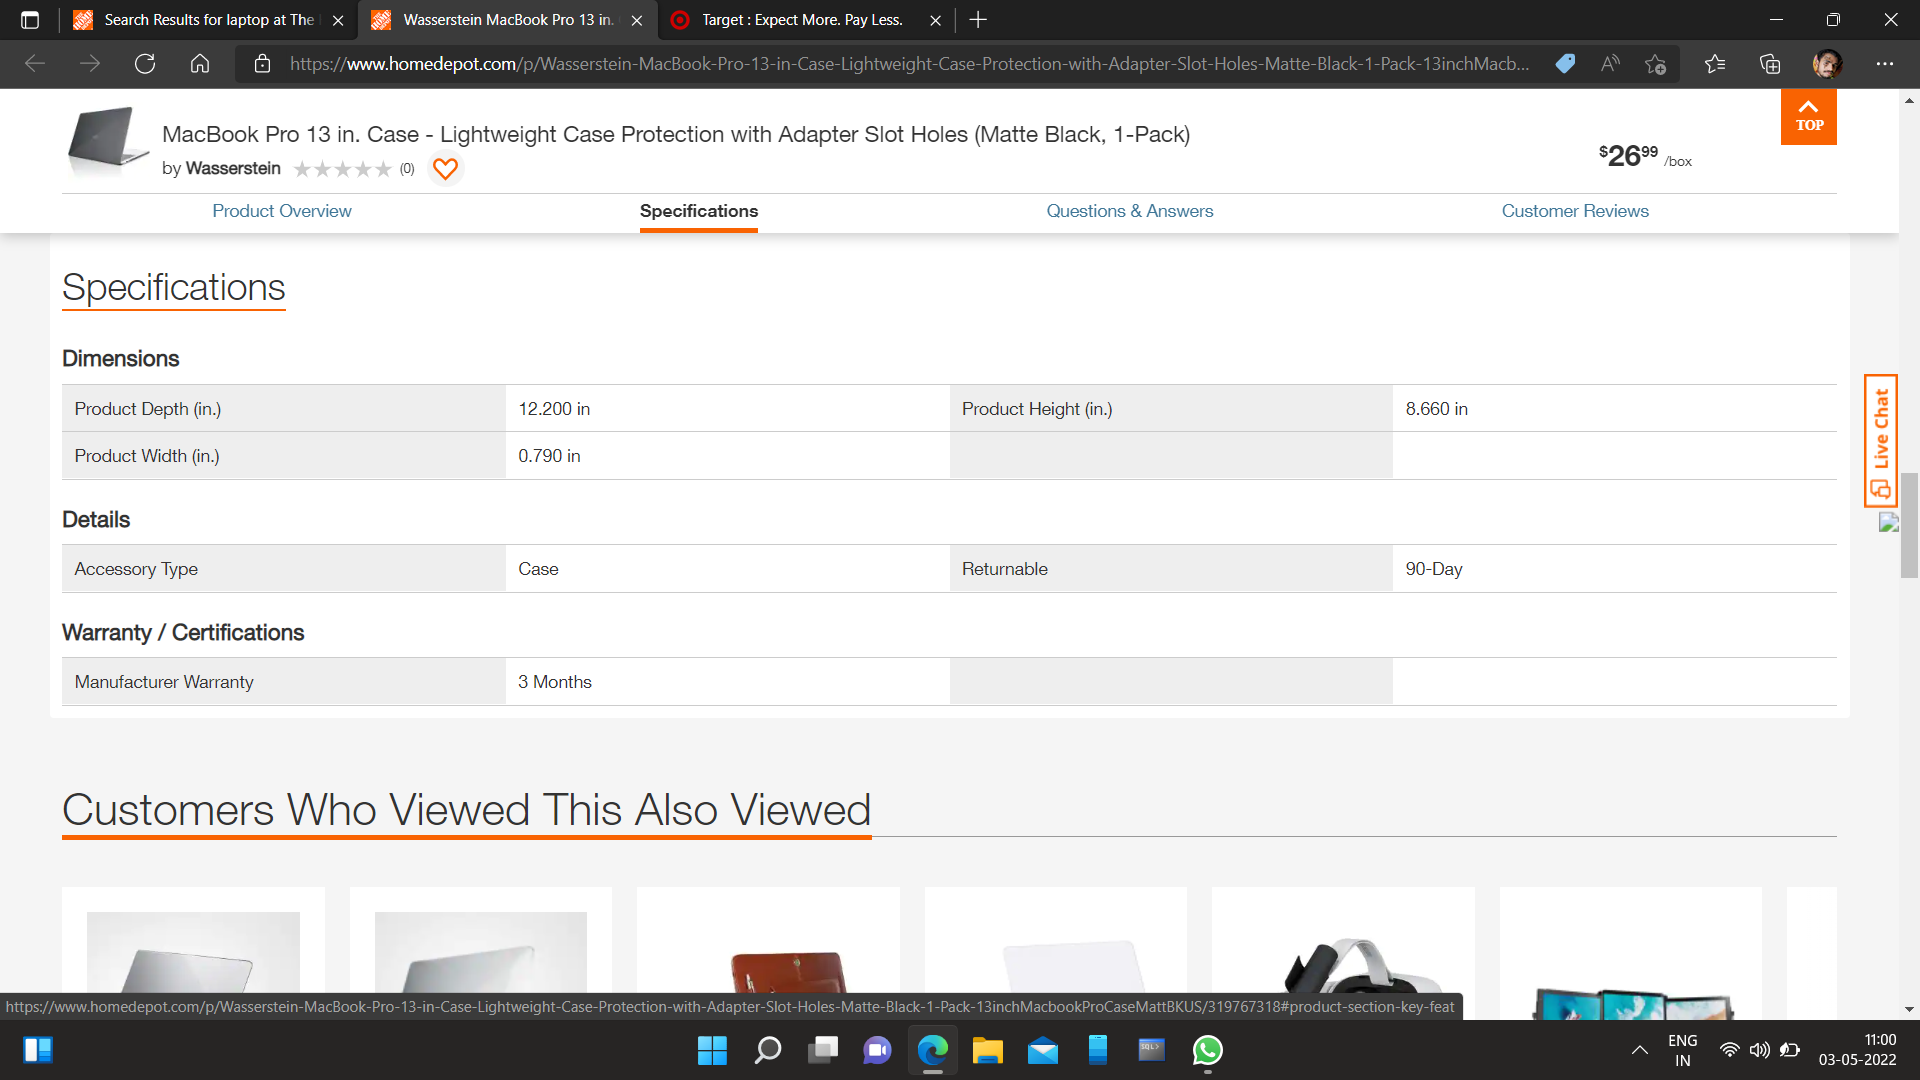 Search Results for laptop at The
Wasserstein MacBook Pro 13 in.
Target : Expect More. Pay Less.
https://www.homedepot.com/p/Wasserstein-MacBook-Pro-13-in-Case-Lightweight-Case-Protection-with-Adapter-Slot-Holes-Matte-Black-1-Pack-13inchMacb...
MacBook Pro 13 in. Case - Lightweight Case Protection with Adapter Slot Holes (Matte Black, 1-Pack)
by Wasserstein (0)
$26.99 /box
TOP
Product Overview
Specifications
Questions & Answers
Customer Reviews
Specifications
Dimensions
Product Depth (in.) 12.200 in Product Height (in.) 8.660 in
Product Width (in.) 0.790 in
Details
Accessory Type Case Returnable 90-Day
Warranty / Certifications
Manufacturer Warranty 3 Months
Live Chat
Customers Who Viewed This Also Viewed
https://www.homedepot.com/p/Wasserstein-MacBook-Pro-13-in-Case-Lightweight-Case-Protection-with-Adapter-Slot-Holes-Matte-Black-1-Pack-13inchMacbookProCaseMattBKUS/319767318#product-section-key-feat
SQL>
ENG
IN
11:00
03-05-2022